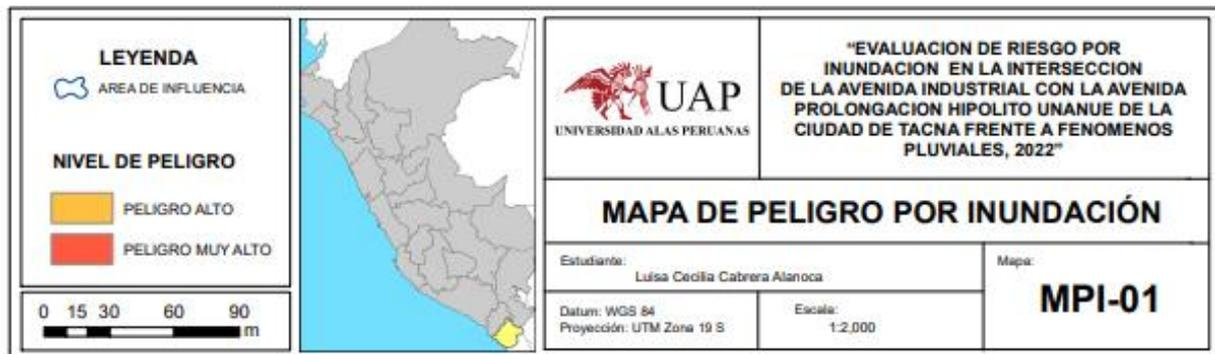 LEYENDA
AREA DE INFLUENCIA
NIVEL DE PELIGRO
PELIGRO ALTO
PELIGRO MUY ALTO
0 15 30 60 90
m
UAP
UNIVERSIDAD ALAS PERUANAS
“EVALUACION DE RIESGO POR
INUNDACION EN LA INTERSECCION
DE LA AVENIDA INDUSTRIAL CON LA AVENIDA
PROLONGACION HIPOLITO UNANUE DE LA
CIUDAD DE TACNA FRENTE A FENOMENOS
PLUVIALES, 2022”
MAPA DE PELIGRO POR INUNDACIÓN
Estudiante:
Luisa Cecilia Cabrera Alanoca
Datum: WGS 84
Proyección: UTM Zona 19 S
Escala:
1:2,000
Mapa:
MPI-01